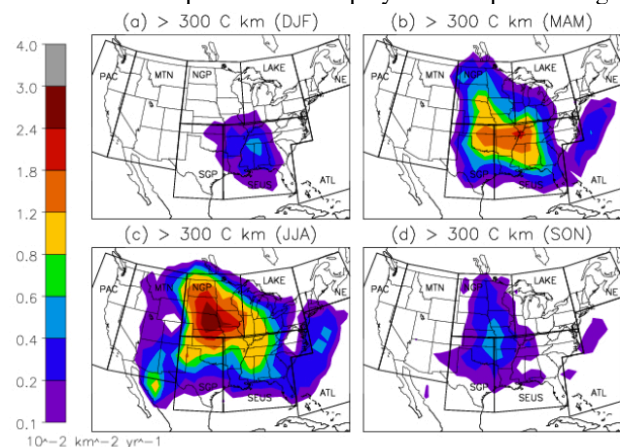 (a) > 300 C km (DJF)
(b) > 300 C km (MAM)
4.0
3.0
2.4
1.8
1.2
0.8
0.6
0.4
0.2
0.1
10^-2 km^-2 yr^-1
PAC MTN NGP LAKE NE
SGP SEUS ATL
PAC MTN NGP LAKE NE
SGP SEUS ATL
(c) > 300 C km (JJA)
(d) > 300 C km (SON)
PAC MTN NGP LAKE NE
SGP SEUS ATL
PAC MTN NGP LAKE NE
SGP SEUS ATL